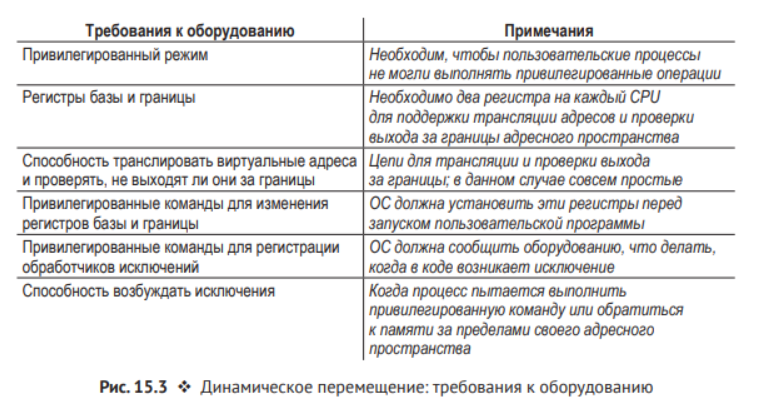 Требования к оборудованию Примечания
Привилегированный режим Необходим, чтобы пользовательские процессы
не могли выполнять привилегированные операции
Регистры базы и границы Необходимо два регистра на каждый CPU
для поддержки трансляции адресов и проверки
выхода за границы адресного пространства
Способность транслировать виртуальные адреса Цепи для трансляции и проверки выхода
и проверять, не выходят ли они за границы за границы; в данном случае совсем простые
Привилегированные команды для изменения ОС должна установить эти регистры перед
регистров базы и границы запуском пользовательской программы
Привилегированные команды для регистрации ОС должна сообщить оборудованию, что делать,
обработчиков исключений когда в коде возникает исключение
Способность возбуждать исключения Когда процесс пытается выполнить
привилегированную команду или обратиться
к памяти за пределами своего адресного
пространства
Рис. 15.3 ❖ Динамическое перемещение: требования к оборудованию